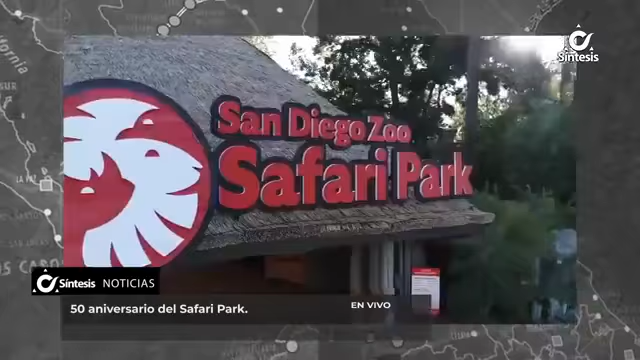 Síntesis
San Diego Zoo
Safari Park
Síntesis NOTICIAS
50 aniversario del Safari Park.
EN VIVO